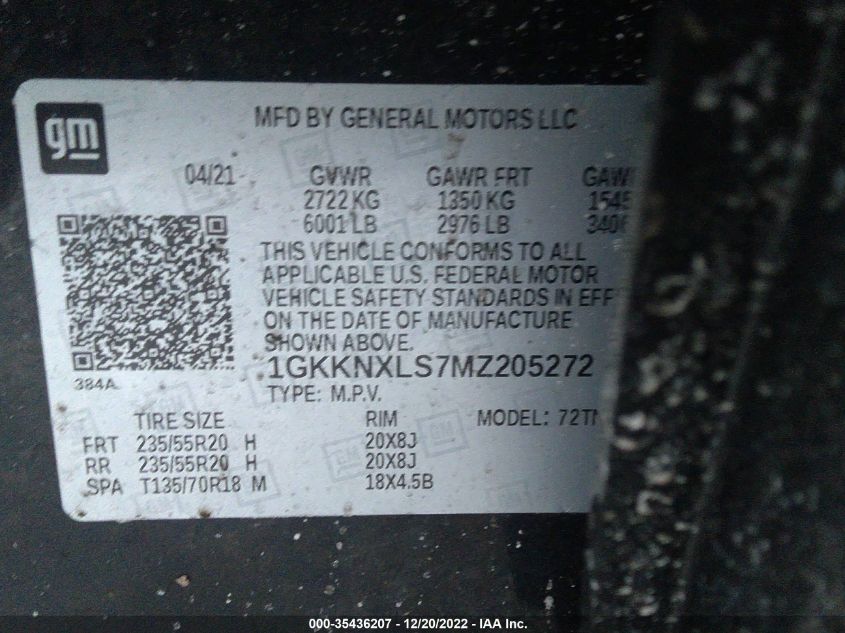 gm
MFD BY GENERAL MOTORS LLC
04/21 GVWR GAWR FRT
2722 KG 1350 KG
6001 LB 2976 LB
THIS VEHICLE CONFORMS TO ALL
APPLICABLE U.S. FEDERAL MOTOR
VEHICLE SAFETY STANDARDS IN
ON THE DATE OF MANUFACTURE
SHOWN ABOVE.
1GKKNXLS7MZ205272
384A
TYPE: M.P.V.
TIRE SIZE RIM MODEL:
FRT 235/55R20 H 20X8J
RR 235/55R20 H 20X8J
SPA T135/70R18 M 18X4.5B
000-35436207 - 12/20/2022 - IAA Inc.